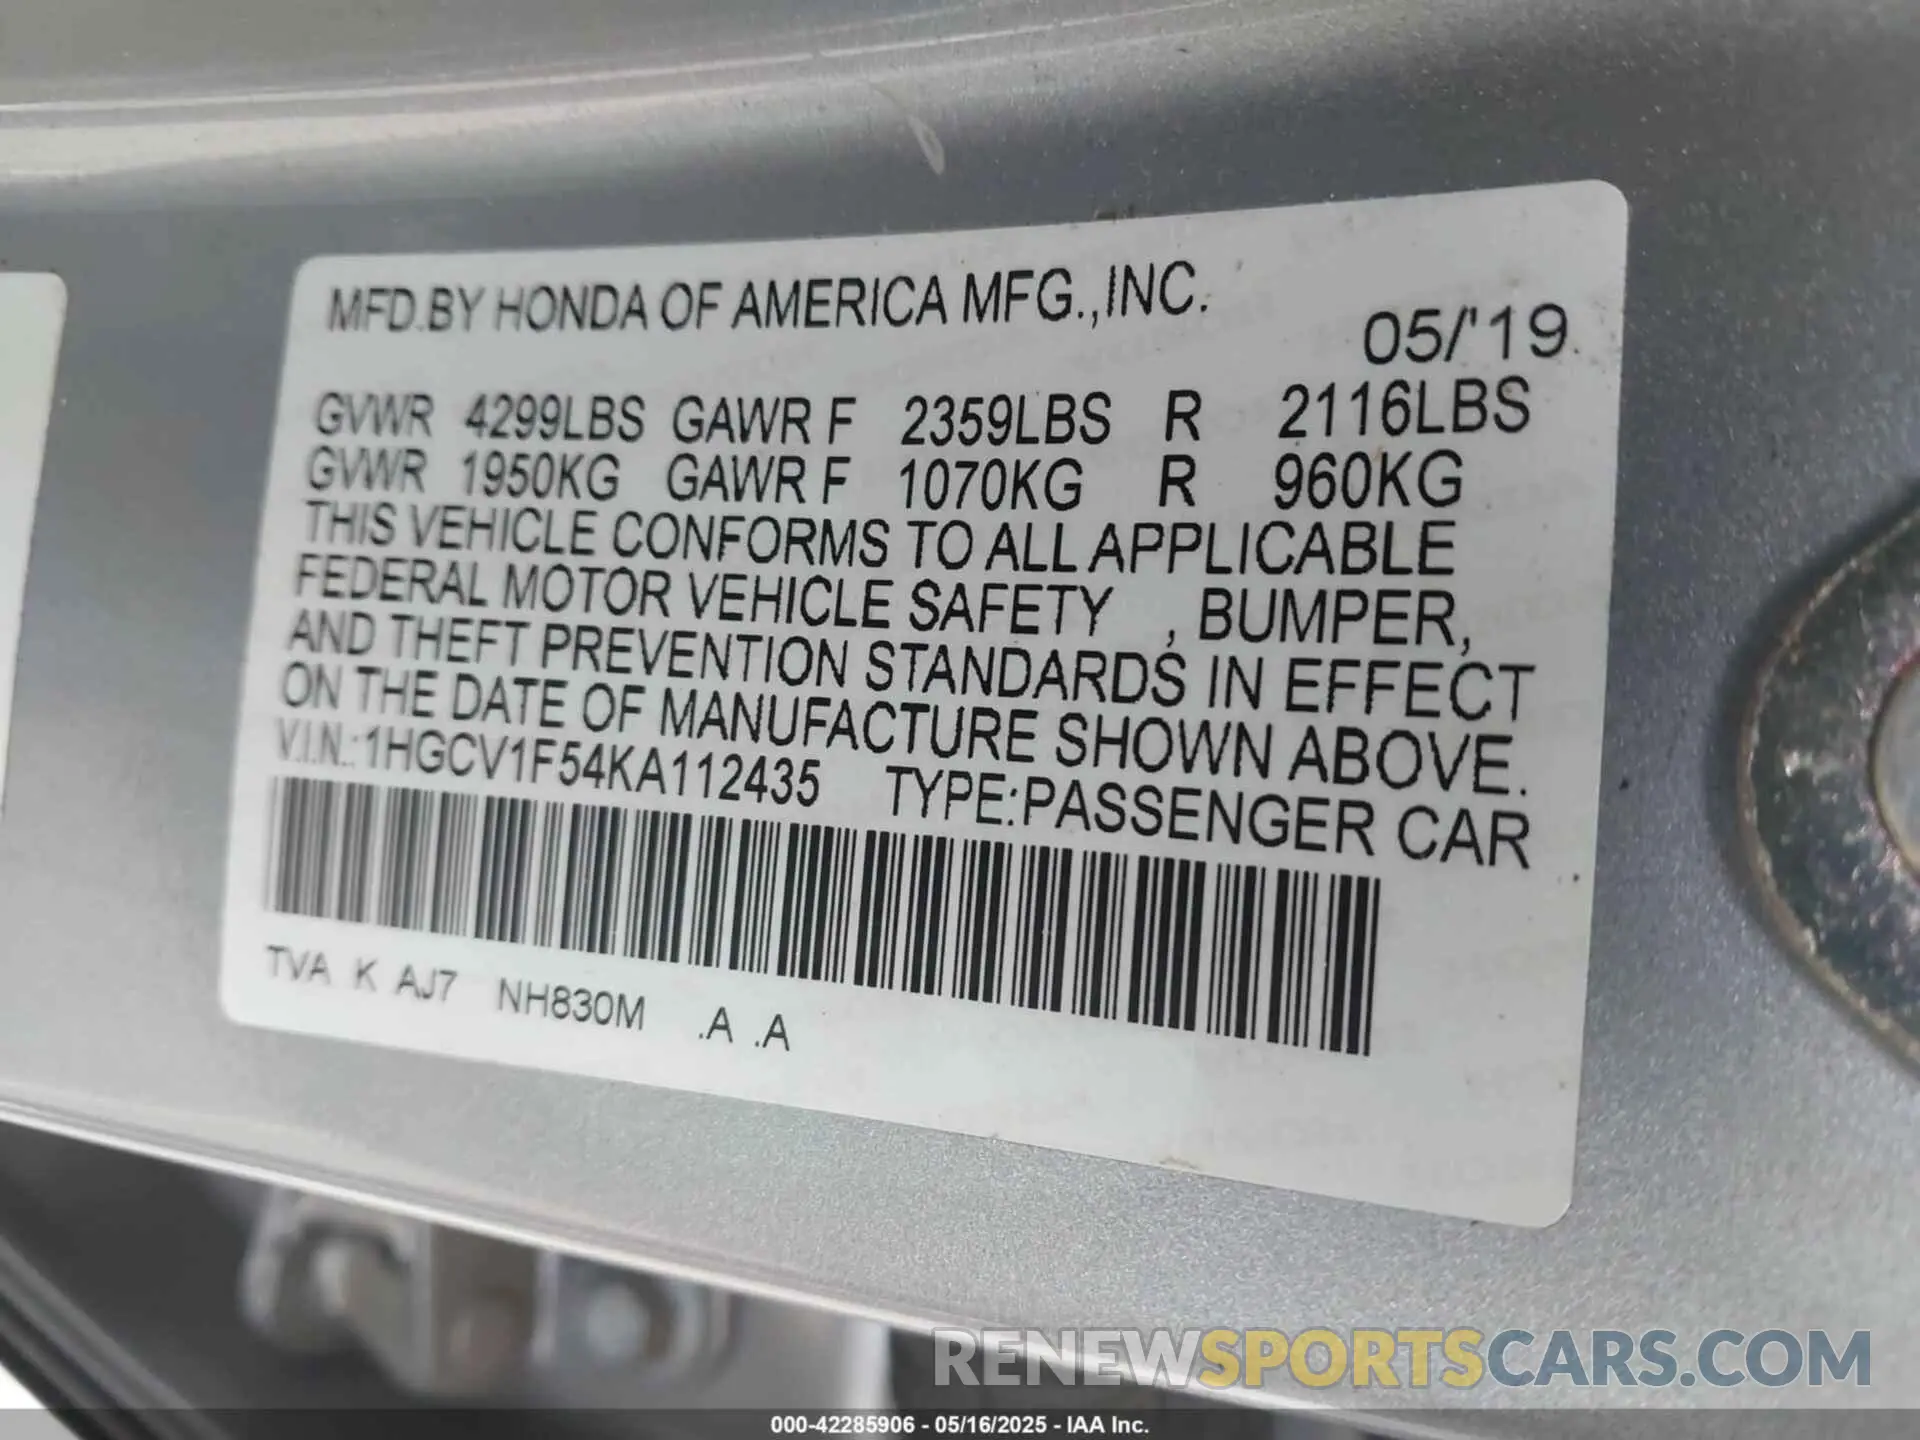 MFD.BY HONDA OF AMERICA MFG.,INC.
05/'19
GVWR 4299LBS GAWR F 2359LBS R 2116LBS
GVWR 1950KG GAWR F 1070KG R 960KG
THIS VEHICLE CONFORMS TO ALL APPLICABLE
FEDERAL MOTOR VEHICLE SAFETY , BUMPER,
AND THEFT PREVENTION STANDARDS IN EFFECT
ON THE DATE OF MANUFACTURE SHOWN ABOVE.
V.I.N.:1HGCV1F54KA112435 TYPE:PASSENGER CAR
TVA K AJ7 NH830M .A .A
RENEWSPORTSCARS.COM
000-42285906 - 05/16/2025 - IAA Inc.